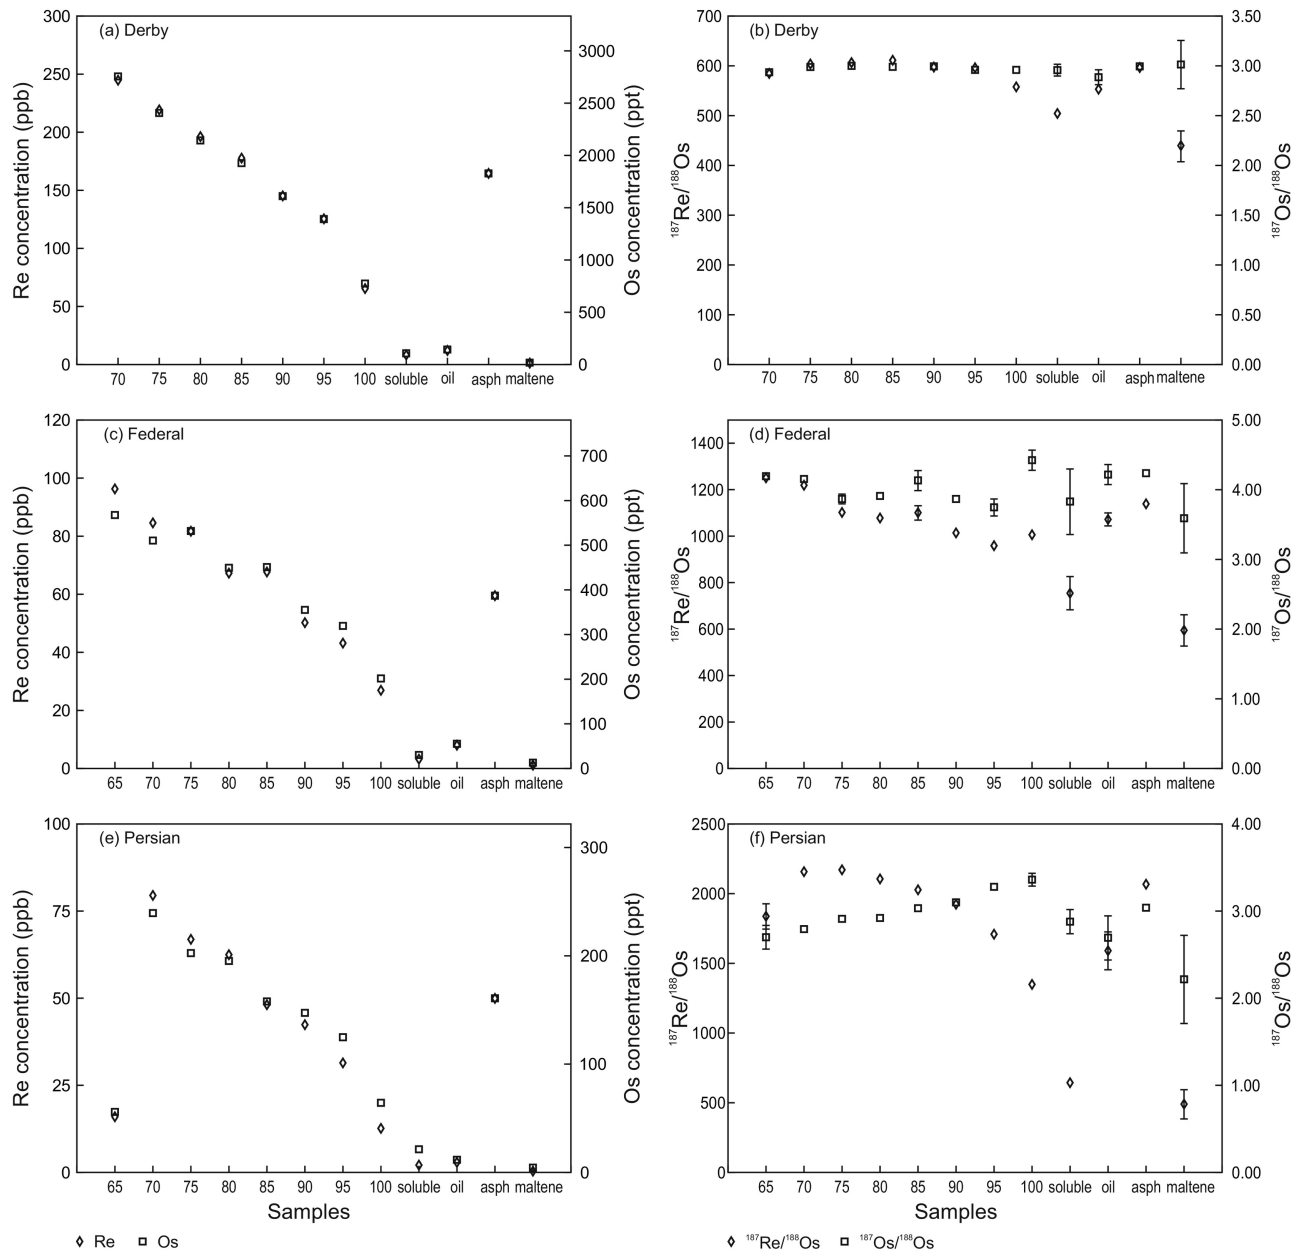 (a) Derby
Re concentration (ppb)
300
250
200
150
100
50
0
Os concentration (ppt)
3000
2500
2000
1500
1000
500
0
70 75 80 85 90 95 100 soluble oil asph maltene
(b) Derby
187Re/188Os
700
600
500
400
300
200
100
0
187Os/188Os
3.50
3.00
2.50
2.00
1.50
1.00
0.50
0.00
70 75 80 85 90 95 100 soluble oil asph maltene
(c) Federal
Re concentration (ppb)
120
100
80
60
40
20
0
Os concentration (ppt)
700
600
500
400
300
200
100
0
65 70 75 80 85 90 95 100 soluble oil asph maltene
(d) Federal
187Re/188Os
1400
1200
1000
800
600
400
200
0
187Os/188Os
5.00
4.00
3.00
2.00
1.00
0.00
65 70 75 80 85 90 95 100 soluble oil asph maltene
(e) Persian
Re concentration (ppb)
100
75
50
25
0
Os concentration (ppt)
300
200
100
0
65 70 75 80 85 90 95 100 soluble oil asph maltene
Samples
Re Os
(f) Persian
187Re/188Os
2500
2000
1500
1000
500
0
187Os/188Os
4.00
3.00
2.00
1.00
0.00
65 70 75 80 85 90 95 100 soluble oil asph maltene
Samples
187Re/188Os 187Os/188Os